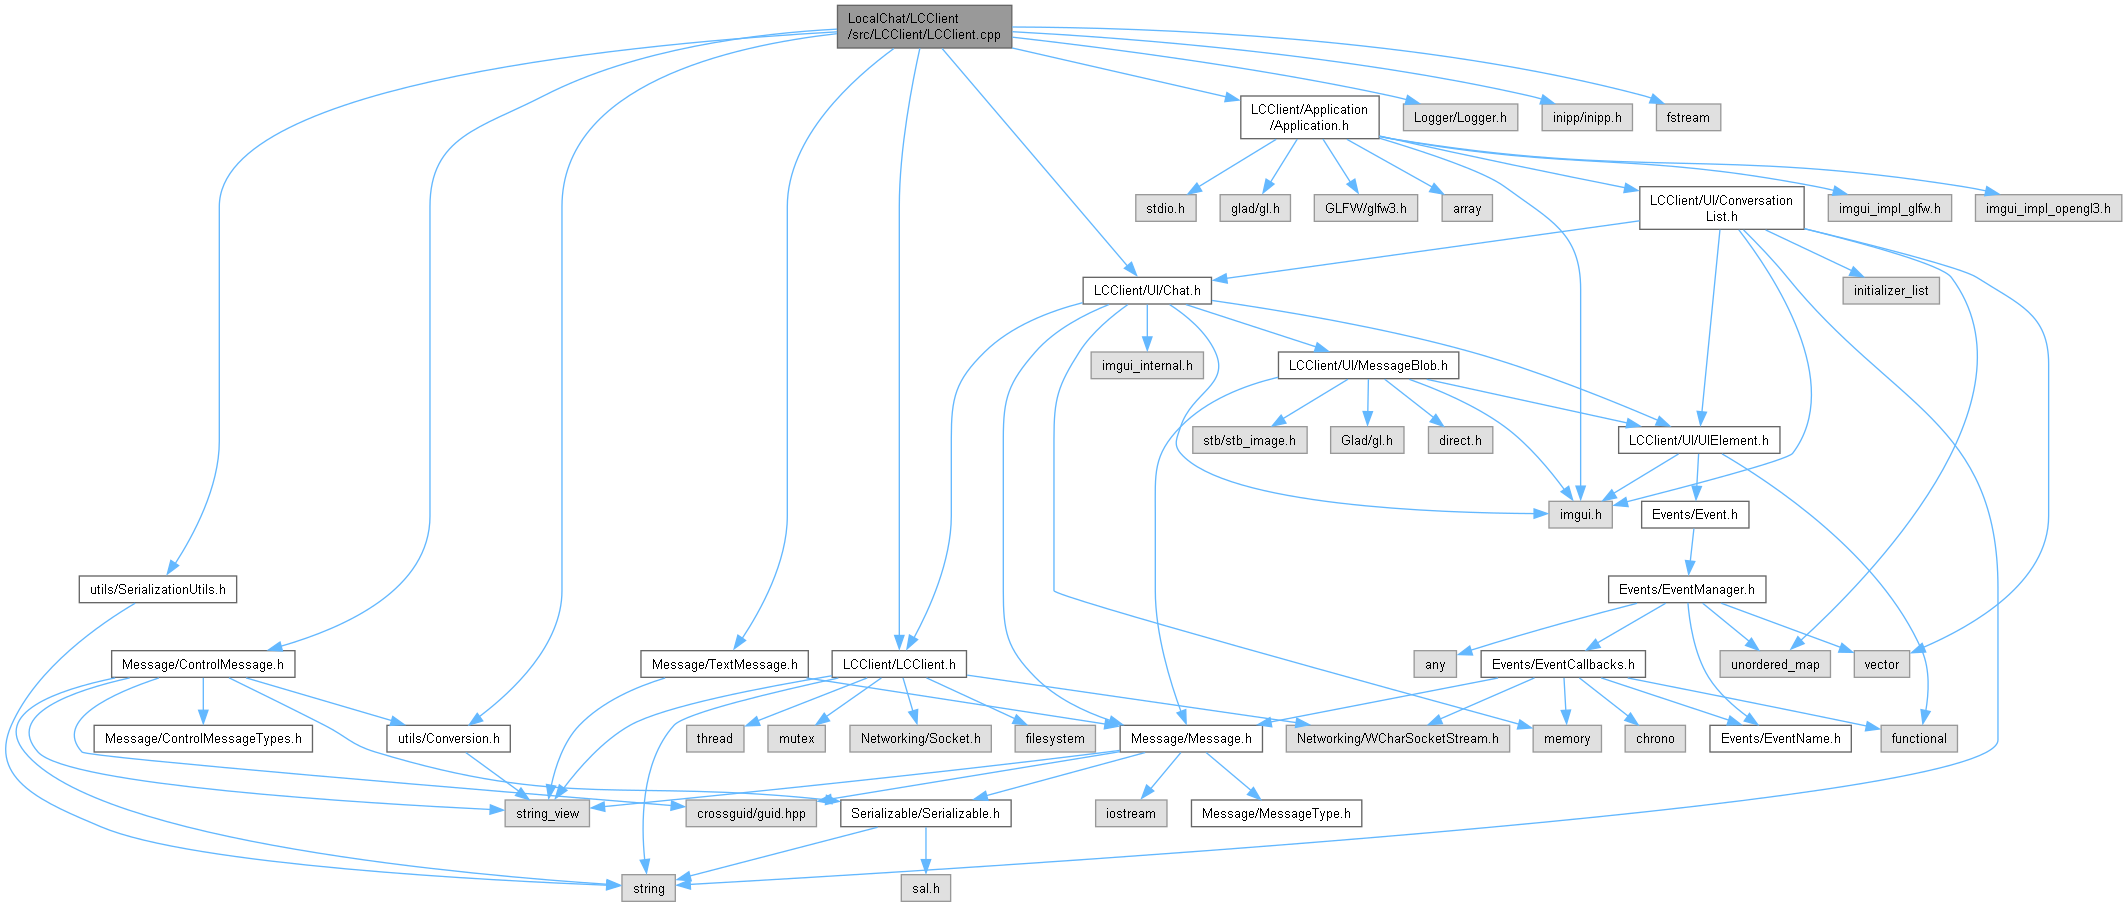 LocalChat/LCClient
/src/LCClient/LCClient.cpp
LCClient/Application
/Application.h
Logger/Logger.h
inipp/inipp.h
fstream
stdio.h
glad/gl.h
GLFW/glfw3.h
array
LCClient/UI/Conversation
List.h
imgui_impl_glfw.h
imgui_impl_opengl3.h
LCClient/UI/Chat.h
initializer_list
imgui_internal.h
LCClient/UI/MessageBlob.h
stb/stb_image.h
Glad/gl.h
direct.h
LCClient/UI/UIElement.h
imgui.h
Events/Event.h
utils/SerializationUtils.h
Events/EventManager.h
Message/ControlMessage.h
Message/TextMessage.h
LCClient/LCClient.h
any
Events/EventCallbacks.h
unordered_map
vector
Message/ControlMessageTypes.h
utils/Conversion.h
thread
mutex
Networking/Socket.h
filesystem
Message/Message.h
Networking/WCharSocketStream.h
memory
chrono
Events/EventName.h
functional
string_view
crossguid/guid.hpp
Serializable/Serializable.h
iostream
Message/MessageType.h
string
sal.h